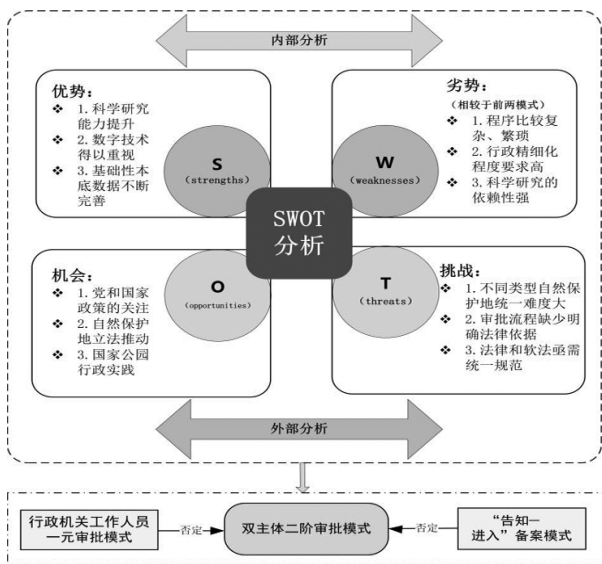 内部分析
优势：
❖ 1. 科学研究
能力提升
❖ 2. 数字技术
得以重视
❖ 3. 基础性本
底数据不断
完善
S
(strengths)
劣势：
(相较于前两模式)
❖ 1. 程序比较复
杂、繁琐
❖ 2. 行政精细化
程度要求高
❖ 3. 科学研究的
依赖性强
W
(weaknesses)
SWOT
分析
机会：
❖ 1. 党和国家
政策的关注
❖ 2. 自然保护
地立法推动
❖ 3. 国家公园
行政实践
O
(opportunities)
挑战：
❖ 1. 不同类型自然保
护地统一难度大
❖ 2. 审批流程缺少明
确法律依据
❖ 3. 法律和软法亟需
统一规范
T
(threats)
外部分析
行政机关工作人员
一元审批模式
否定
双主体二阶审批模式
否定
“告知—
进入”备案模式